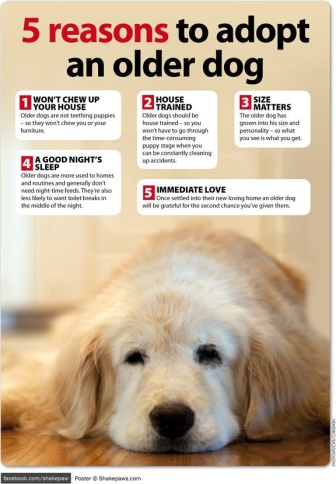 5 reasons to adopt
an older dog
1 WON'T CHEW UP
YOUR HOUSE
Older dogs are not teething puppies
– so they won't chew you or your
furniture.
2 HOUSE
TRAINED
Older dogs should be
house trained – so you
won't have to go through
the time-consuming
puppy stage when you
can be constantly cleaning
up accidents.
3 SIZE
MATTERS
The older dog has
grown into his size and
personality – so what
you see is what you get.
4 A GOOD NIGHT'S
SLEEP
Older dogs are more used to homes
and routines and generally don't
need night-time feeds. They're also
less likely to want toilet breaks in
the middle of the night.
5 IMMEDIATE LOVE
Once settled into their new loving home an older dog
will be grateful for the second chance you've given them.
facebook.com/shakepaw
Poster © Shakepaws.com